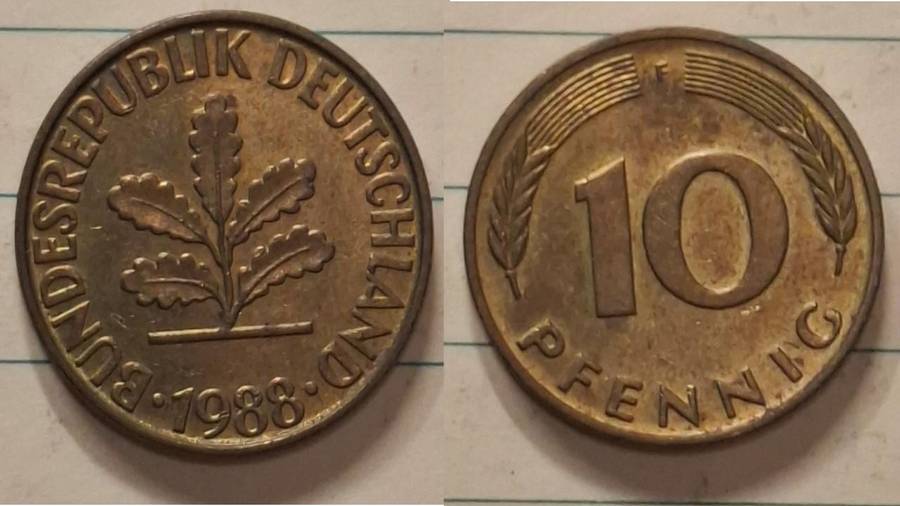 BUNDESREPUBLIK DEUTSCHLAND
· 1988 ·
F
10
PFENNIG